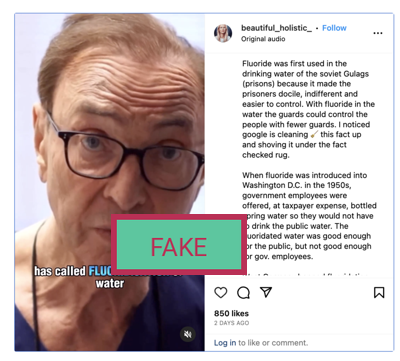 beautiful_holistic_ • Follow
Original audio
Fluoride was first used in the
drinking water of the soviet Gulags
(prisons) because it made the
prisoners docile, indifferent and
easier to control. With fluoride in the
water the guards could control the
people with fewer guards. I noticed
google is cleaning 🧹 this fact up
and shoving it under the fact
checked rug.
When fluoride was introduced into
Washington D.C. in the 1950s,
government employees were
offered, at taxpayer expense, bottled
spring water so they would not have
to drink the public water. The
fluoridated water was good enough
for the public, but not good enough
for gov. employees.
FAKE
has called FLUO
water
850 likes
2 DAYS AGO
Log in to like or comment.